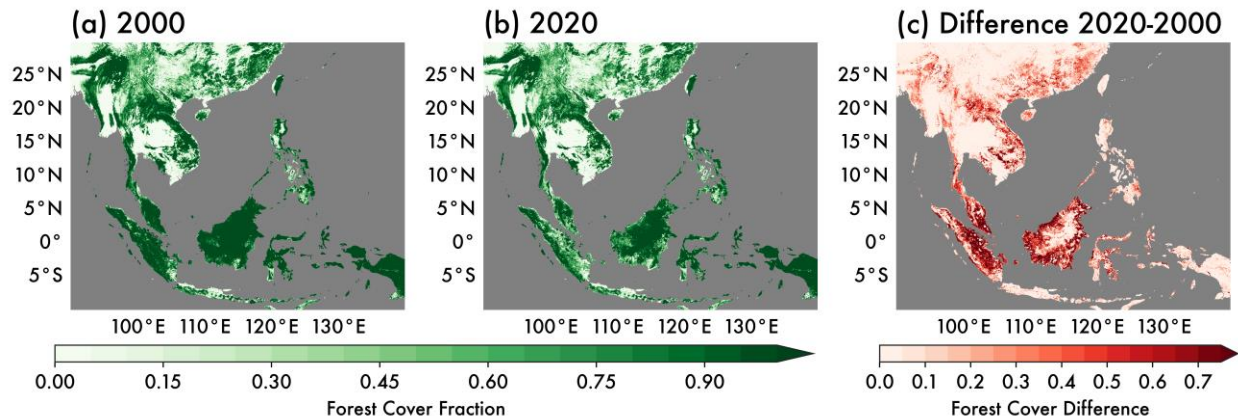 (a) 2000
(b) 2020
(c) Difference 2020-2000
25°N
20°N
15°N
10°N
5°N
0°
5°S
100°E 110°E 120°E 130°E
25°N
20°N
15°N
10°N
5°N
0°
5°S
100°E 110°E 120°E 130°E
25°N
20°N
15°N
10°N
5°N
0°
5°S
100°E 110°E 120°E 130°E
0.00 0.15 0.30 0.45 0.60 0.75 0.90
Forest Cover Fraction
0.0 0.1 0.2 0.3 0.4 0.5 0.6 0.7
Forest Cover Difference